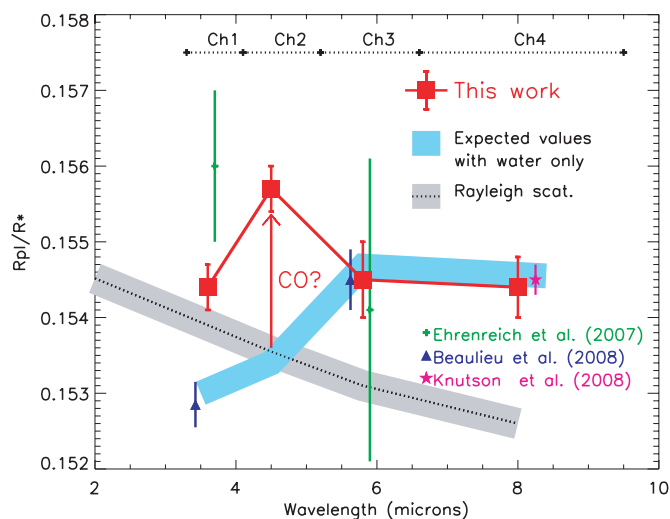 Ch1 Ch2 Ch3 Ch4
0.158
0.157
0.156
0.155
0.154
0.153
0.152
Rpl/R*
This work
Expected values
with water only
Rayleigh scat.
CO?
Ehrenreich et al. (2007)
Beaulieu et al. (2008)
Knutson et al. (2008)
2 4 6 8 10
Wavelength (microns)